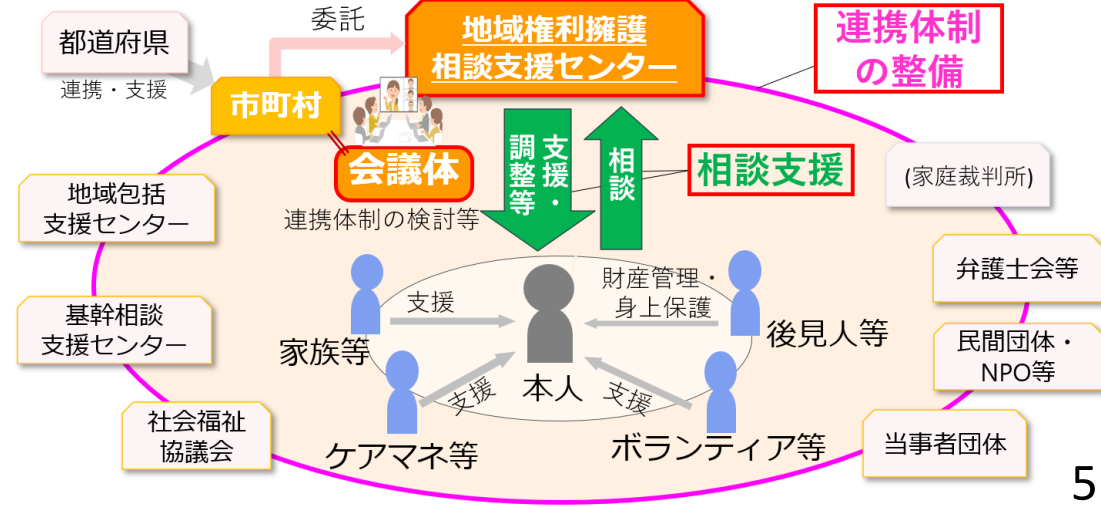 都道府県
連携・支援
委託
地域権利擁護
相談支援センター
連携体制
の整備
市町村
会議体
連携体制の検討等
支援・
調整等
相談
相談支援
(家庭裁判所)
地域包括
支援センター
弁護士会等
基幹相談
支援センター
民間団体・
NPO等
社会福祉
協議会
当事者団体
支援
財産管理・
身上保護
家族等
後見人等
支援
本人
支援
ケアマネ等
ボランティア等
5